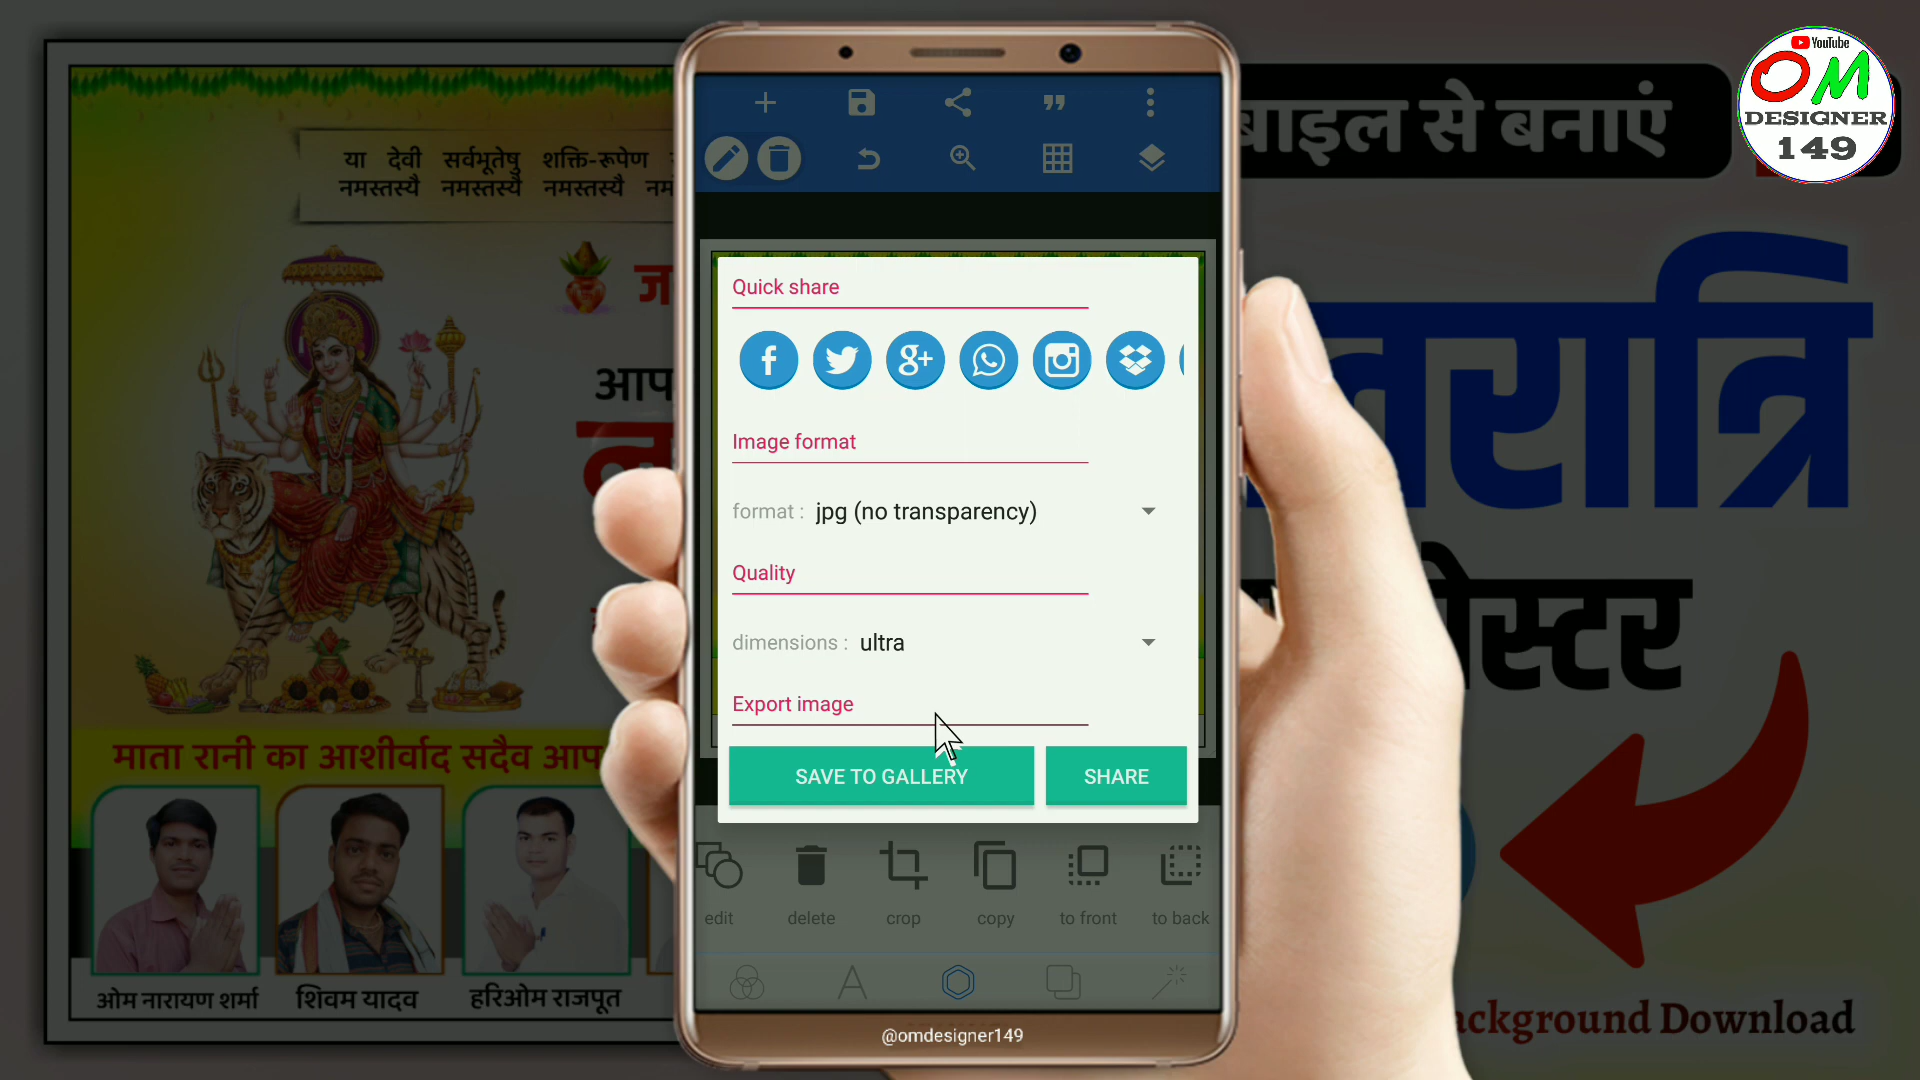 YouTube
OM
DESIGNER
149
बाइल से बनाएं
या देवी सर्वभूतेषु शक्ति-रूपेण
नमस्तस्यै नमस्तस्यै नमस्तस्यै नम
Quick share
Image format
format : jpg (no transparency)
Quality
dimensions : ultra
Export image
SAVE TO GALLERY
SHARE
आप
रात्रि
माता रानी का आशीर्वाद सदैव आप
edit
delete
crop
copy
to front
to back
ओम नारायण शर्मा
शिवम यादव
हरिओम राजपूत
ackground Download
@omdesigner149